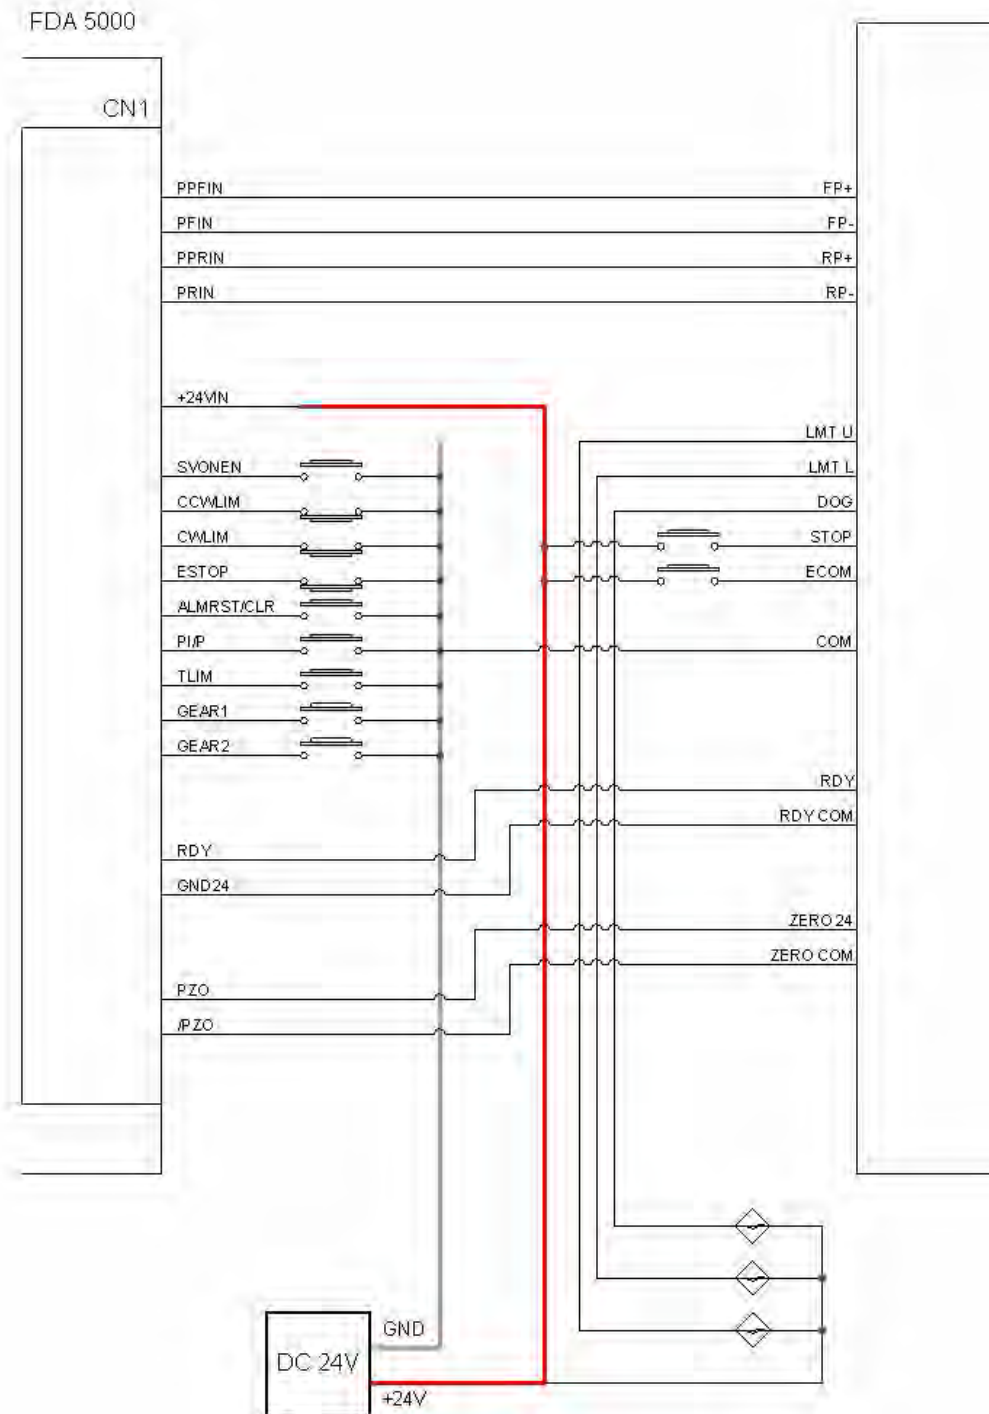 FDA 5000
CN1
PPFIN FP+
PFIN FP-
PPRIN RP+
PRIN RP-
+24VIN
LMT U
SVONEN LMT L
CCWLIM DOG
CWLIM STOP
ESTOP ECOM
ALMRST/CLR
PI/P COM
TLIM
GEAR1
GEAR2
RDY
RDY COM
RDY
GND24
ZERO 24
ZERO COM
PZO
/PZO
GND
DC 24V
+24V